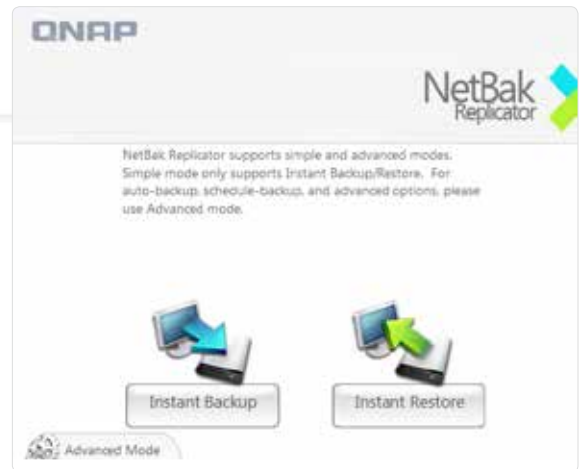 QNAP
NetBak
Replicator
NetBak Replicator supports simple and advanced modes.
Simple mode only supports Instant Backup/Restore. For
auto-backup, schedule-backup, and advanced options, please
use Advanced mode.
Instant Backup
Instant Restore
Advanced Mode